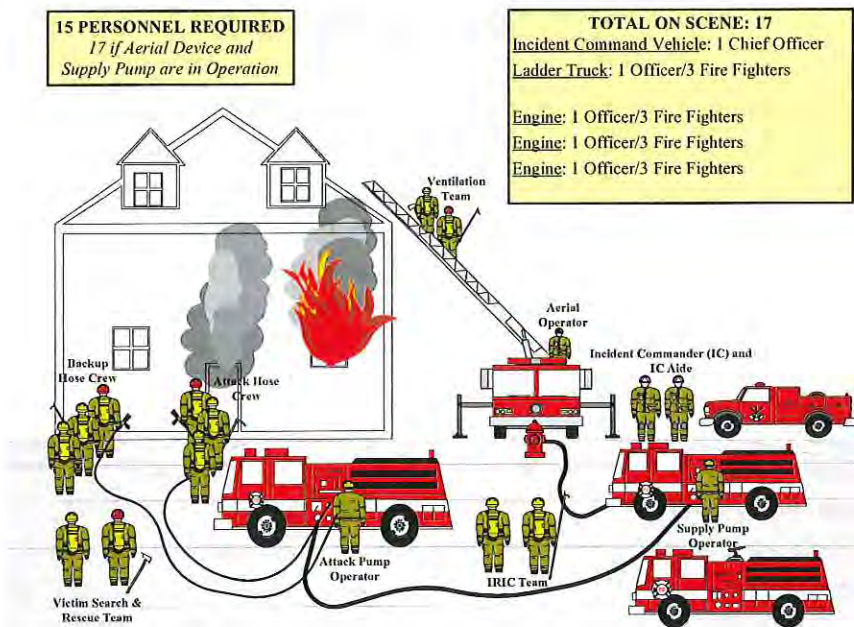 15 PERSONNEL REQUIRED
17 if Aerial Device and
Supply Pump are in Operation
TOTAL ON SCENE: 17
Incident Command Vehicle: 1 Chief Officer
Ladder Truck: 1 Officer/3 Fire Fighters
Engine: 1 Officer/3 Fire Fighters
Engine: 1 Officer/3 Fire Fighters
Engine: 1 Officer/3 Fire Fighters
Ventilation
Team
Aerial
Operator
Incident Commander (IC) and
IC Aide
Backup
Hose Crew
Attack Hose
Crew
Supply Pump
Operator
Attack Pump
Operator
IRIC Team
Victim Search &
Rescue Team